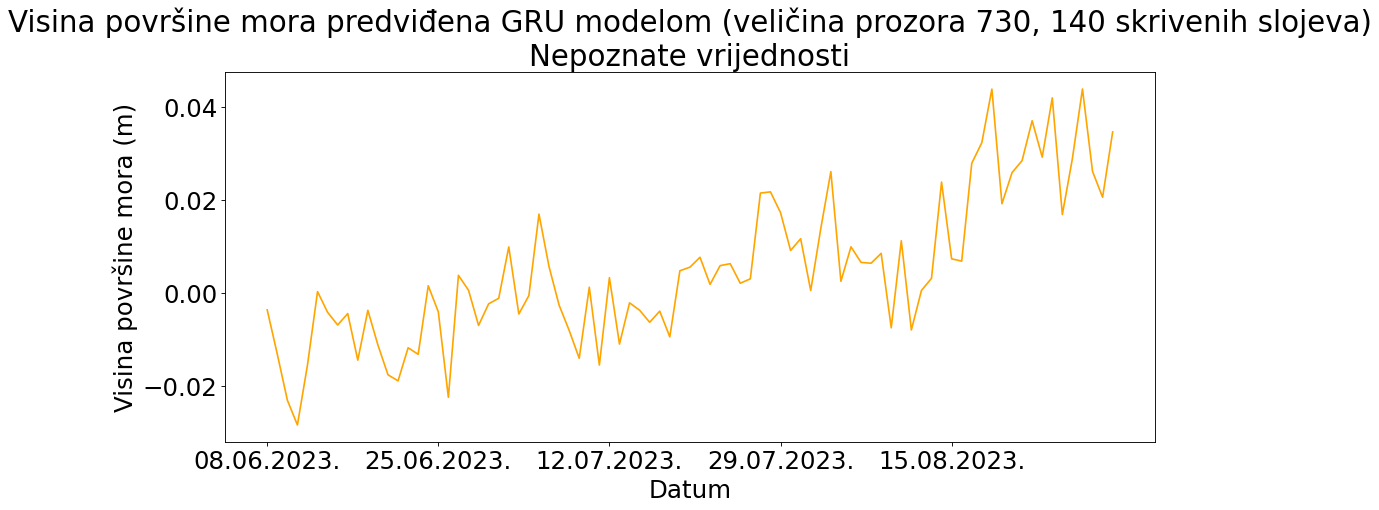 Visina površine mora predviđena GRU modelom (veličina prozora 730, 140 skrivenih slojeva)
Nepoznate vrijednosti
Visina površine mora (m)
0.04
0.02
0.00
−0.02
08.06.2023. 25.06.2023. 12.07.2023. 29.07.2023. 15.08.2023.
Datum